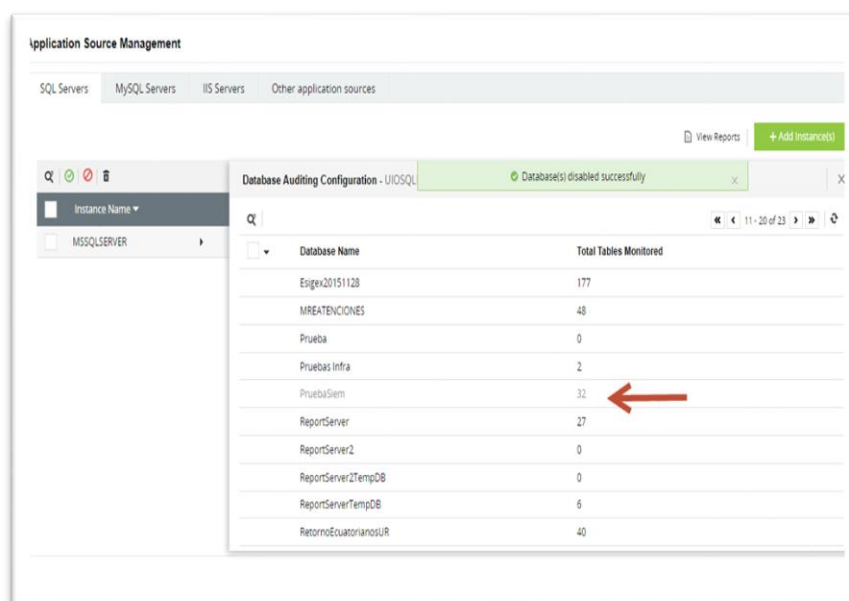 Application Source Management
SQL Servers MySQL Servers IIS Servers Other application sources
View Reports + Add Instance(s)
Database Auditing Configuration - UIOSQL Database(s) disabled successfully x X
Instance Name
MSSQLSERVER
11 - 20 of 23
Database Name Total Tables Monitored
Esigex20151128 177
MREATENCIONES 48
Prueba 0
Pruebas Infra 2
PruebaSiem 32
ReportServer 27
ReportServer2 0
ReportServer2TempDB 0
ReportServerTempDB 6
RetornoEcuatorianosUR 40